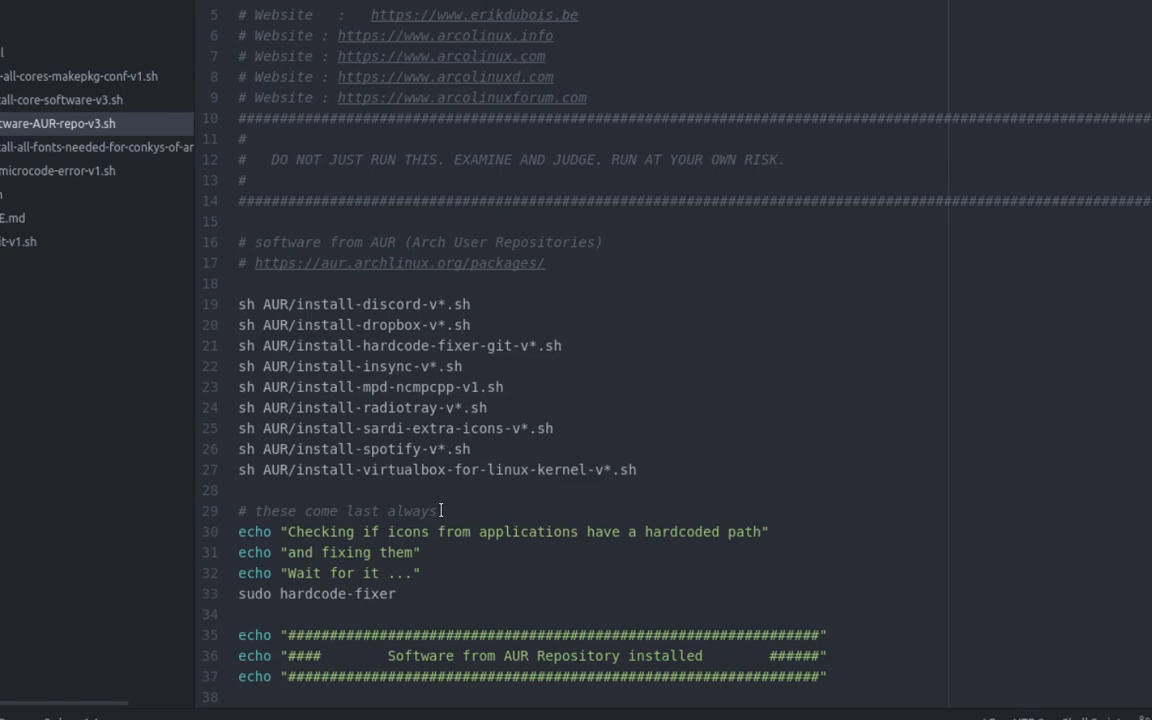 l
-all-cores-makepkg-conf-v1.sh
all-core-software-v3.sh
tware-AUR-repo-v3.sh
tall-all-fonts-needed-for-conkys-of-ar
microcode-error-v1.sh
n
E.md
it-v1.sh
5 # Website   :   https://www.erikdubois.be
6 # Website : https://www.arcolinux.info
7 # Website : https://www.arcolinux.com
8 # Website : https://www.arcolinuxd.com
9 # Website : https://www.arcolinuxforum.com
10 ##############################################################################################################
11 #
12 #   DO NOT JUST RUN THIS. EXAMINE AND JUDGE. RUN AT YOUR OWN RISK.
13 #
14 ##############################################################################################################
15
16 # software from AUR (Arch User Repositories)
17 # https://aur.archlinux.org/packages/
18
19 sh AUR/install-discord-v*.sh
20 sh AUR/install-dropbox-v*.sh
21 sh AUR/install-hardcode-fixer-git-v*.sh
22 sh AUR/install-insync-v*.sh
23 sh AUR/install-mpd-ncmpcpp-v1.sh
24 sh AUR/install-radiotray-v*.sh
25 sh AUR/install-sardi-extra-icons-v*.sh
26 sh AUR/install-spotify-v*.sh
27 sh AUR/install-virtualbox-for-linux-kernel-v*.sh
28
29 # these come last always
30 echo "Checking if icons from applications have a hardcoded path"
31 echo "and fixing them"
32 echo "Wait for it ..."
33 sudo hardcode-fixer
34
35 echo "################################################################"
36 echo "####        Software from AUR Repository installed        ######"
37 echo "################################################################"
38